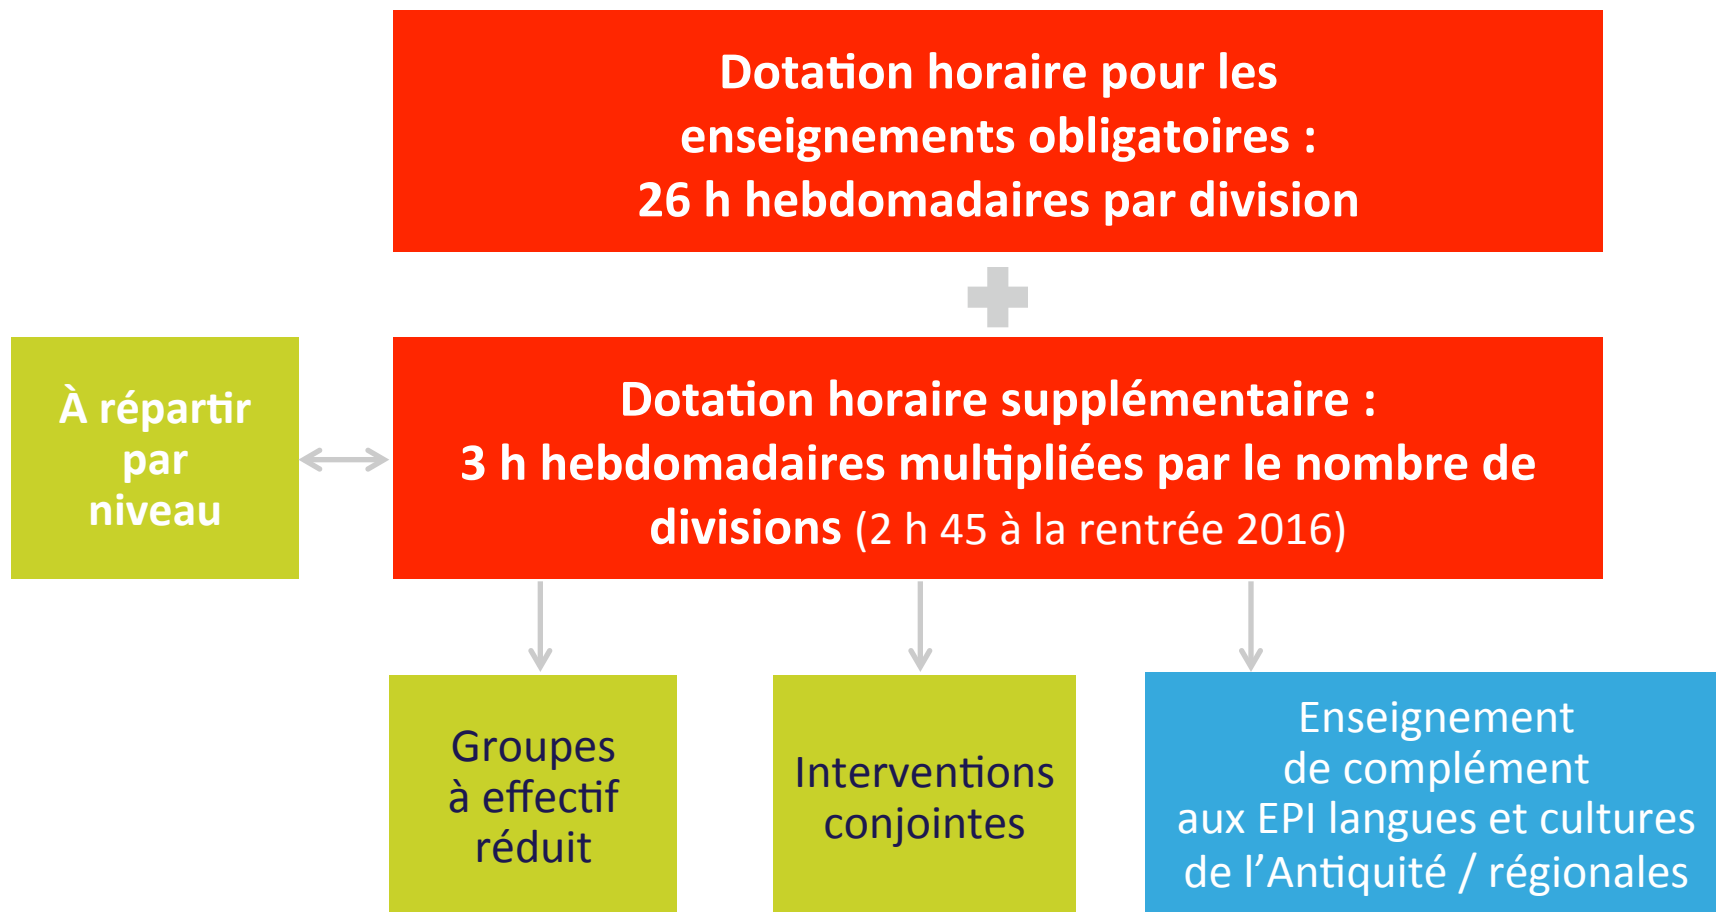 Dotation horaire pour les
enseignements obligatoires :
26 h hebdomadaires par division
À répartir
par
niveau
Dotation horaire supplémentaire :
3 h hebdomadaires multipliées par le nombre de
divisions (2 h 45 à la rentrée 2016)
Groupes
à effectif
réduit
Interventions
conjointes
Enseignement
de complément
aux EPI langues et cultures
de l’Antiquité / régionales